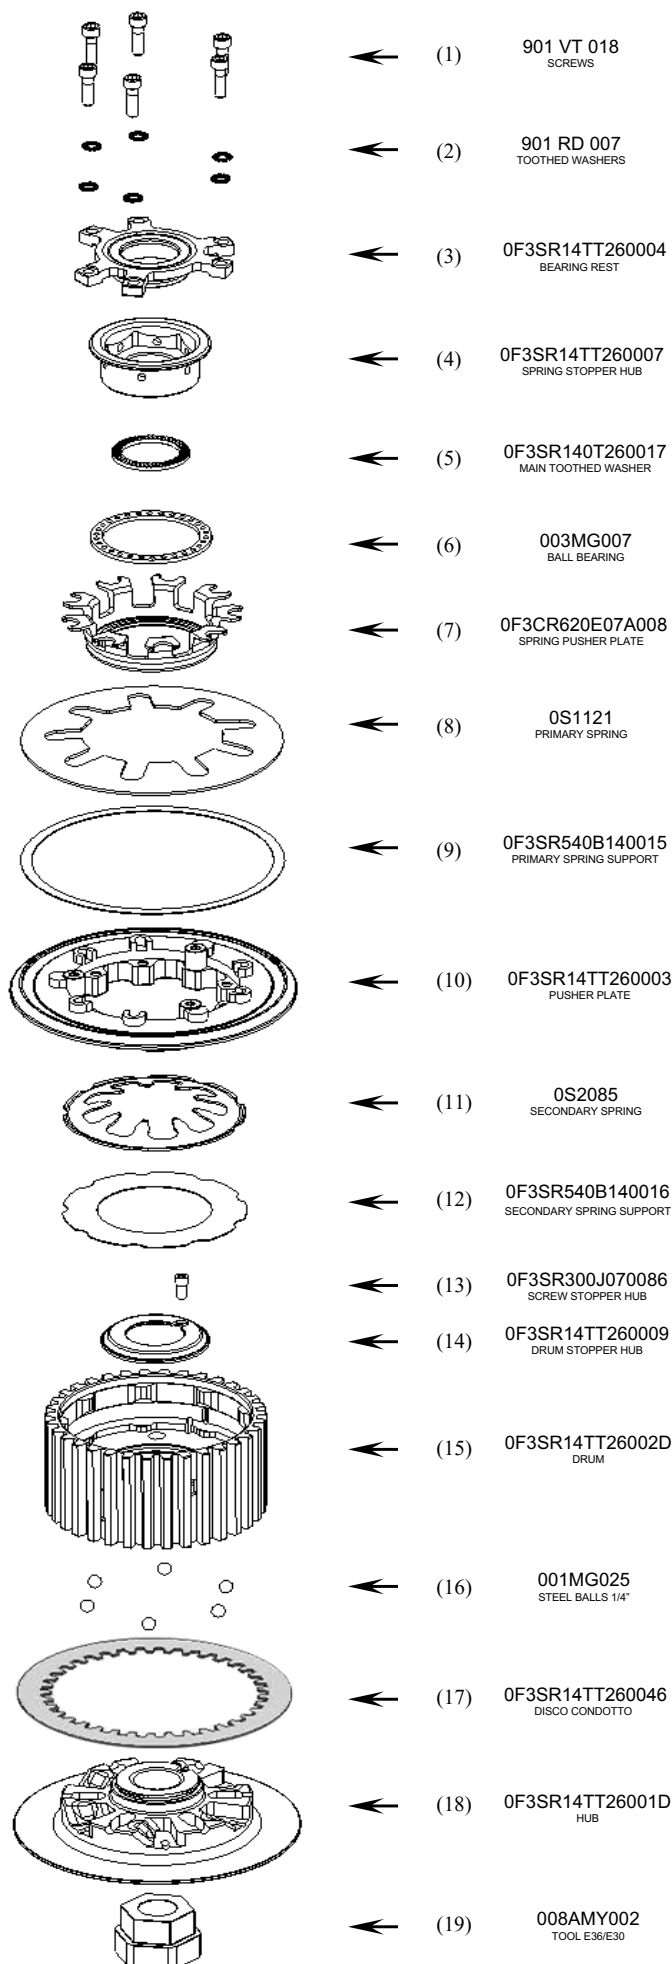 (1) 901 VT 018
SCREWS
(2) 901 RD 007
TOOTHED WASHERS
(3) 0F3SR14TT260004
BEARING REST
(4) 0F3SR14TT260007
SPRING STOPPER HUB
(5) 0F3SR140T260017
MAIN TOOTHED WASHER
(6) 003MG007
BALL BEARING
(7) 0F3CR620E07A008
SPRING PUSHER PLATE
(8) 0S1121
PRIMARY SPRING
(9) 0F3SR540B140015
PRIMARY SPRING SUPPORT
(10) 0F3SR14TT260003
PUSHER PLATE
(11) 0S2085
SECONDARY SPRING
(12) 0F3SR540B140016
SECONDARY SPRING SUPPORT
(13) 0F3SR300J070086
SCREW STOPPER HUB
(14) 0F3SR14TT260009
DRUM STOPPER HUB
(15) 0F3SR14TT26002D
DRUM
(16) 001MG025
STEEL BALLS 1/4"
(17) 0F3SR14TT260046
DISCO CONDOTTO
(18) 0F3SR14TT26001D
HUB
(19) 008AMY002
TOOL E36/E30